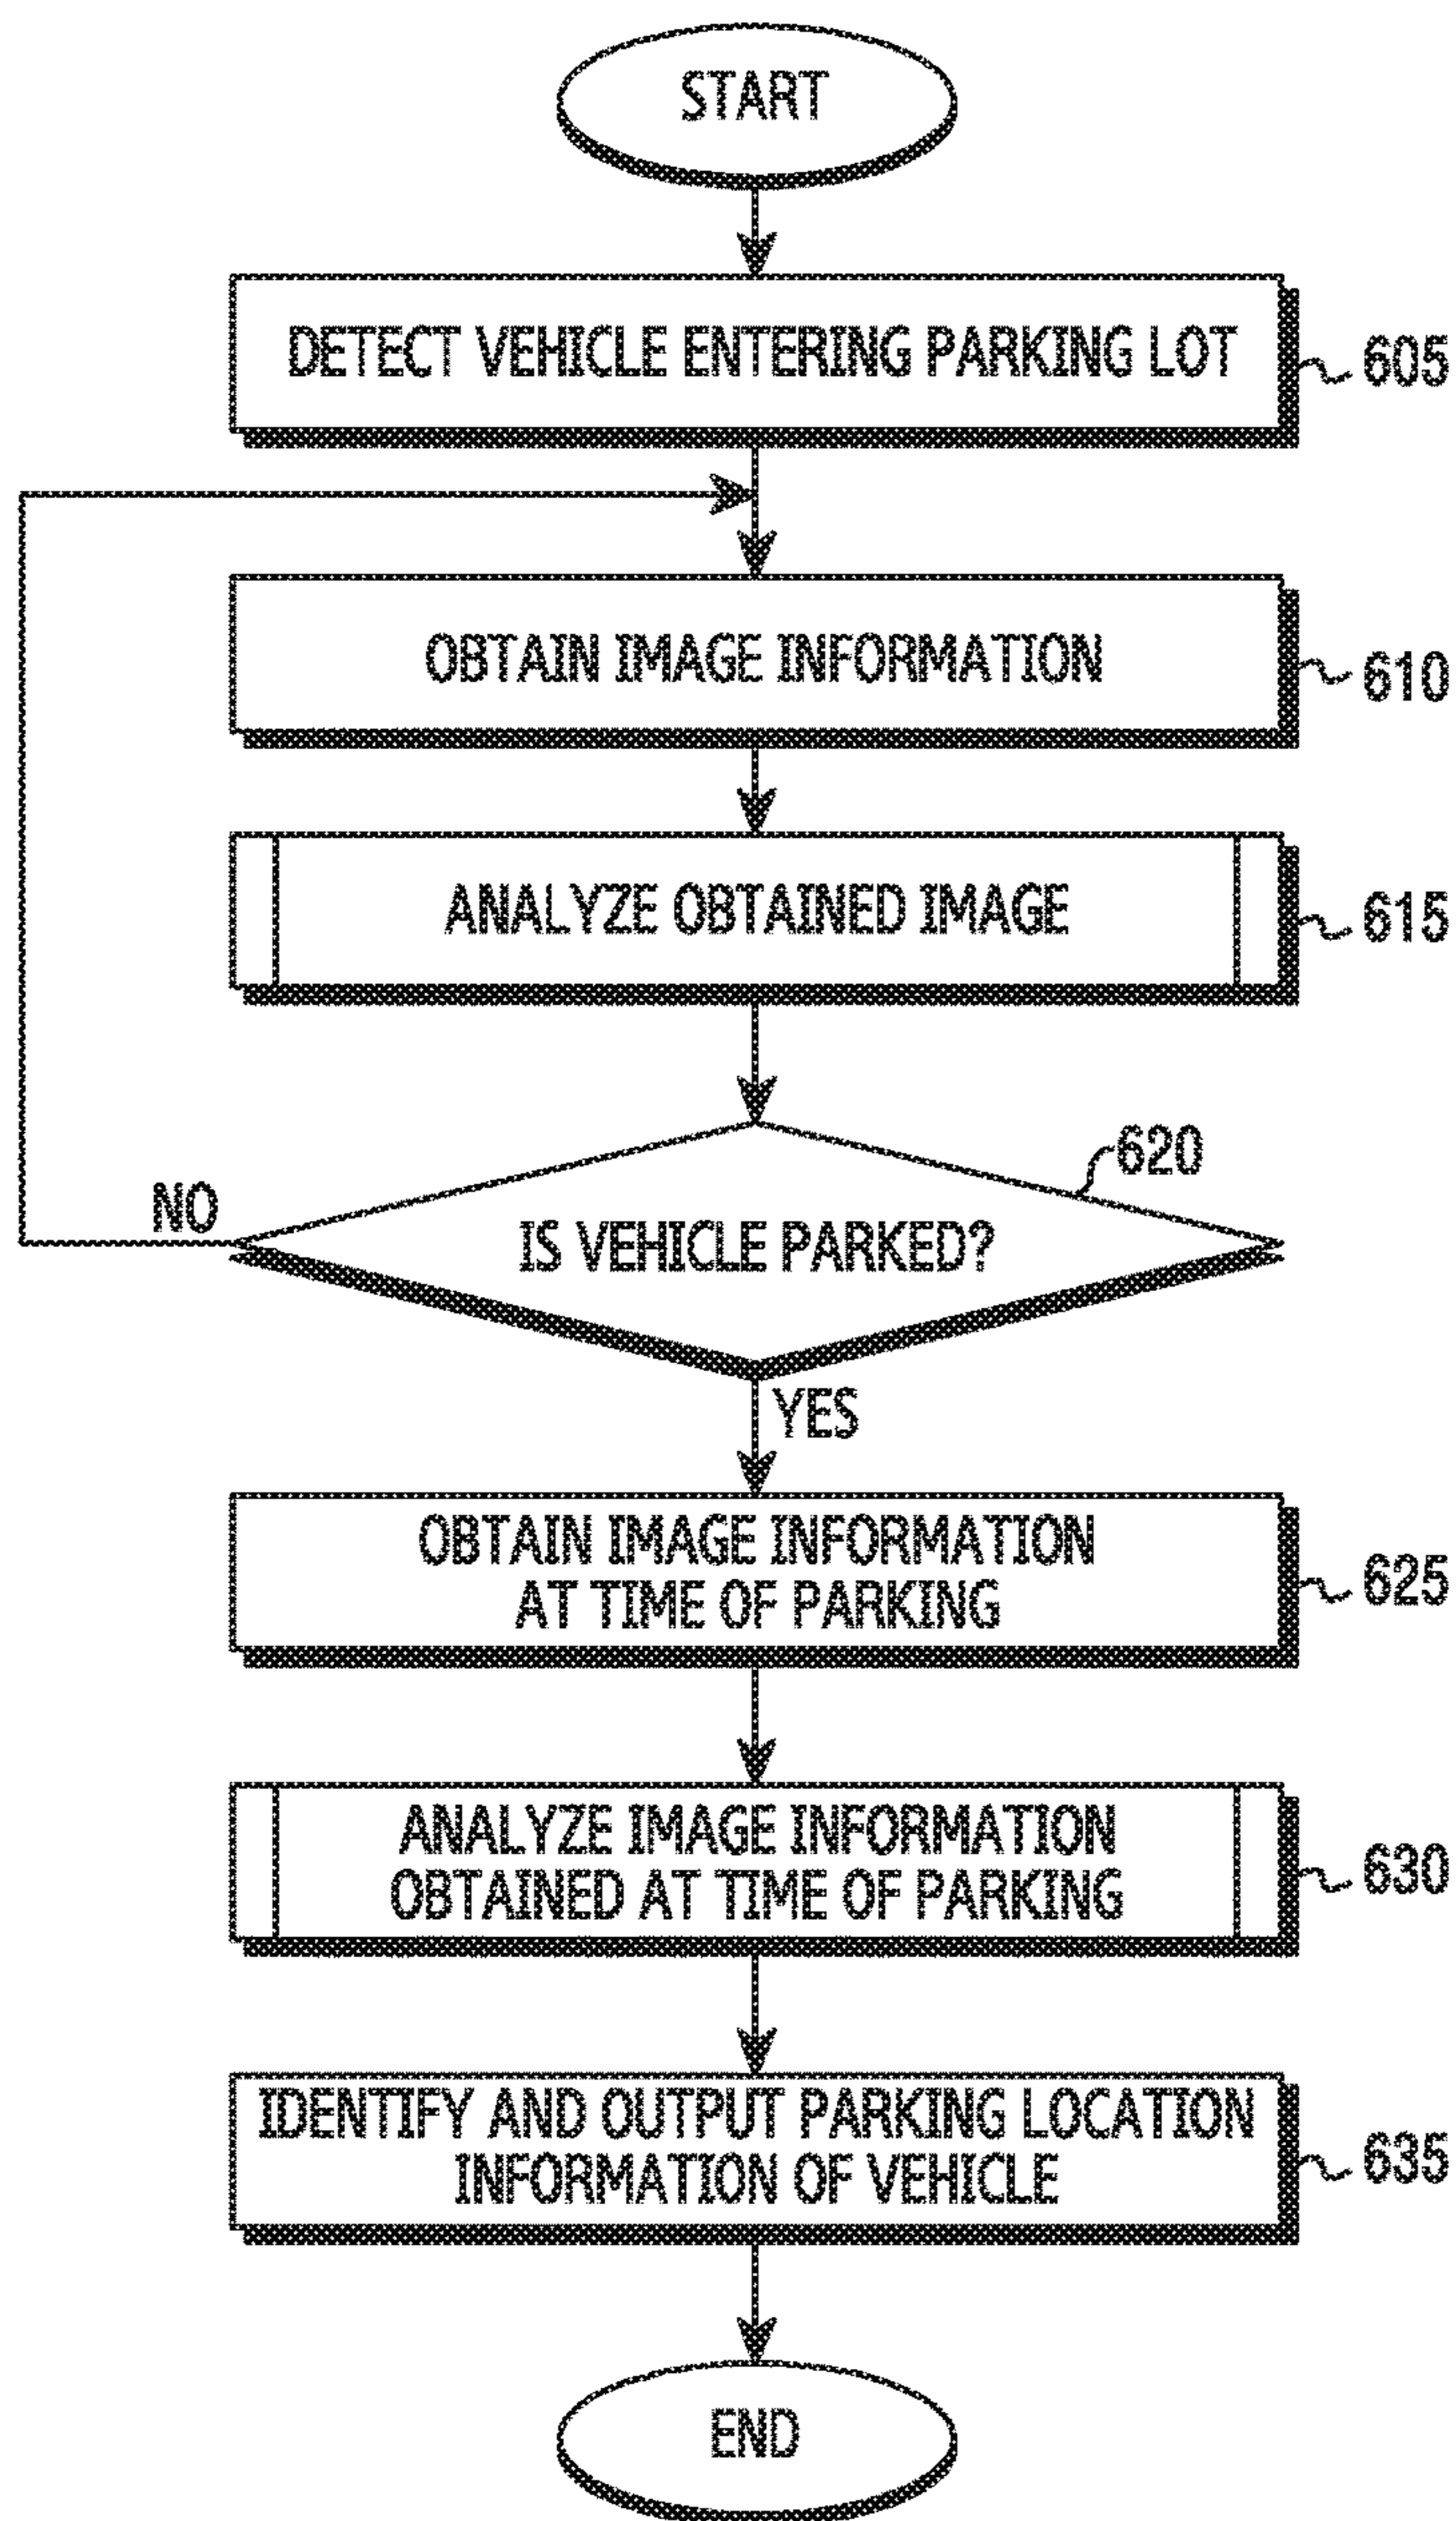 START
DETECT VEHICLE ENTERING PARKING LOT
605
OBTAIN IMAGE INFORMATION
610
ANALYZE OBTAINED IMAGE
615
620
NO
IS VEHICLE PARKED?
YES
OBTAIN IMAGE INFORMATION
AT TIME OF PARKING
625
ANALYZE IMAGE INFORMATION
OBTAINED AT TIME OF PARKING
630
IDENTIFY AND OUTPUT PARKING LOCATION
INFORMATION OF VEHICLE
635
END